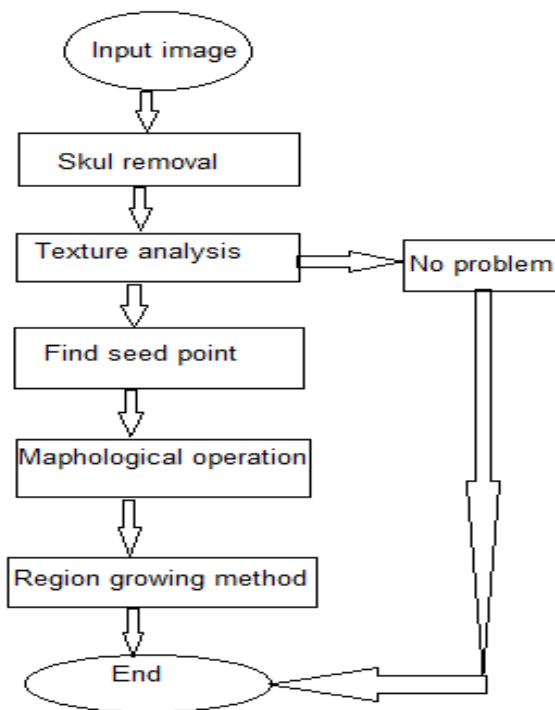 Input image
Skul removal
Texture analysis
No problem
Find seed point
Maphological operation
Region growing method
End